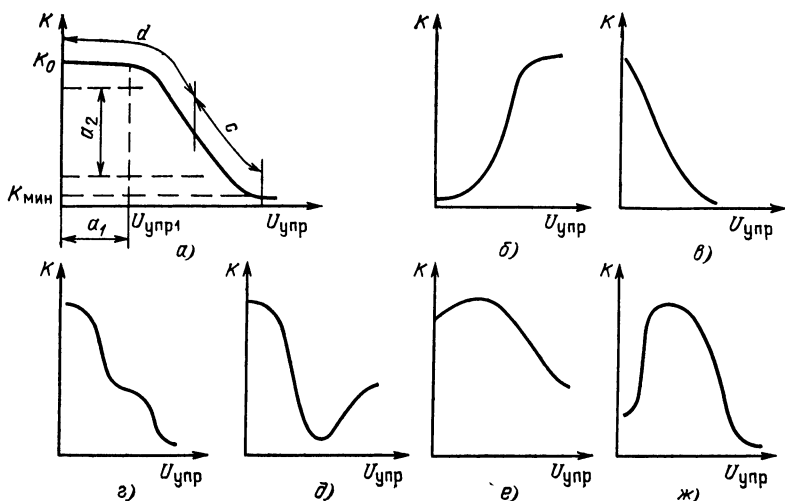 K
d
K₀
a₂
c
Kмин
a₁
Uупр1
Uупр
а)
K
Uупр
б)
K
Uупр
в)
K
Uупр
г)
K
Uупр
д)
K
Uупр
е)
K
Uупр
ж)